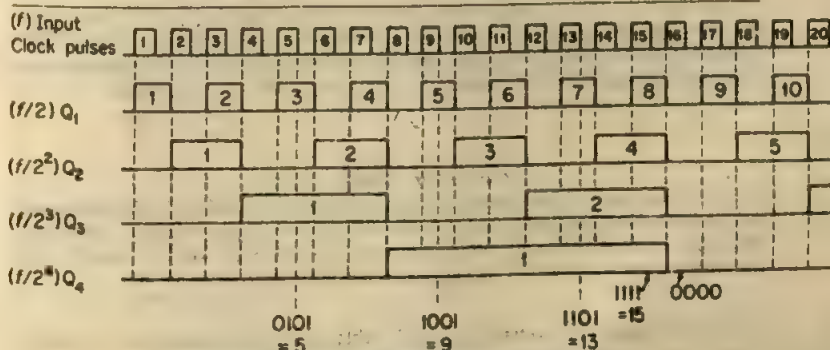 (f) Input
Clock pulses 1 2 3 4 5 6 7 8 9 10 11 12 13 14 15 16 17 18 19 20
(f/2) Q₁ 1 2 3 4 5 6 7 8 9 10
(f/2²) Q₂ 1 2 3 4 5
(f/2³) Q₃ 1 2
(f/2⁴) Q₄ 1
1111 0000
=15
0101 1001 1101
=5 =9 =13